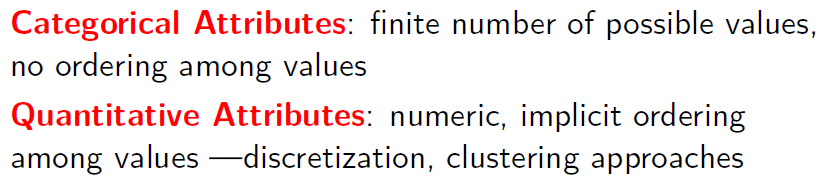 Categorical Attributes: finite number of possible values,
no ordering among values
Quantitative Attributes: numeric, implicit ordering
among values —discretization, clustering approaches